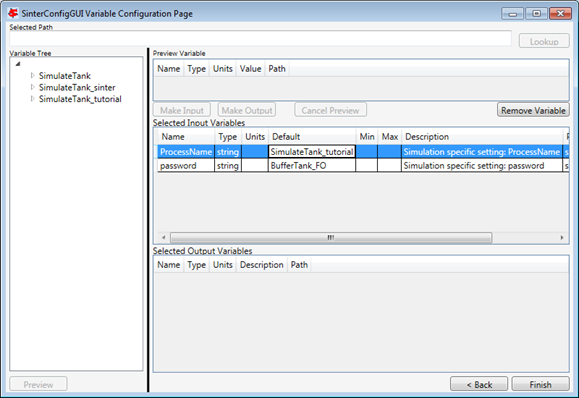 SinterConfigGUI Variable Configuration Page
Selected Path
Lookup
Variable Tree
SimulateTank
SimulateTank_sinter
SimulateTank_tutorial
Preview
Preview Variable
Name Type Units Value Path
Make Input Make Output Cancel Preview Remove Variable
Selected Input Variables
Name Type Units Default Min Max Description
ProcessName string SimulateTank_tutorial Simulation specific setting: ProcessName
password string BufferTank_FO Simulation specific setting: password
Selected Output Variables
Name Type Units Description Path
< Back Finish